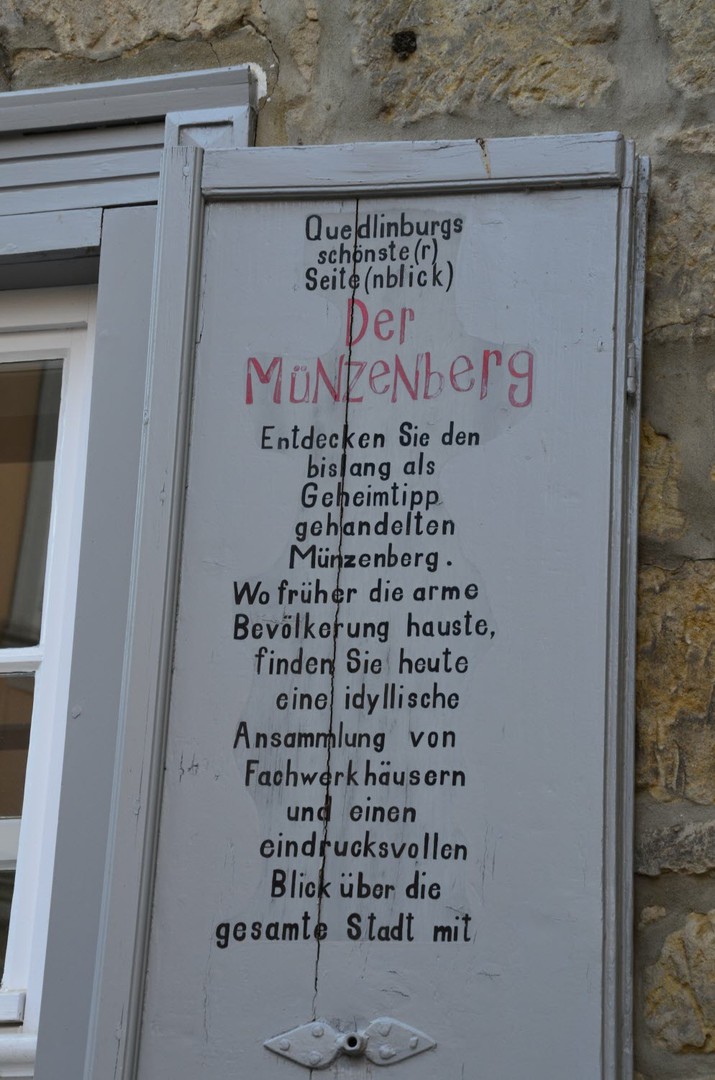 Quedlinburgs
schönste(r)
Seite(nblick)
Der
MüNZeNberg
Entdecken Sie den
bislang als
Geheimtipp
gehandelten
Münzenberg.
Wo früher die arme
Bevölkerung hauste,
finden Sie heute
eine idyllische
Ansammlung von
Fachwerkhäusern
und einen
eindrucksvollen
Blick über die
gesamte Stadt mit